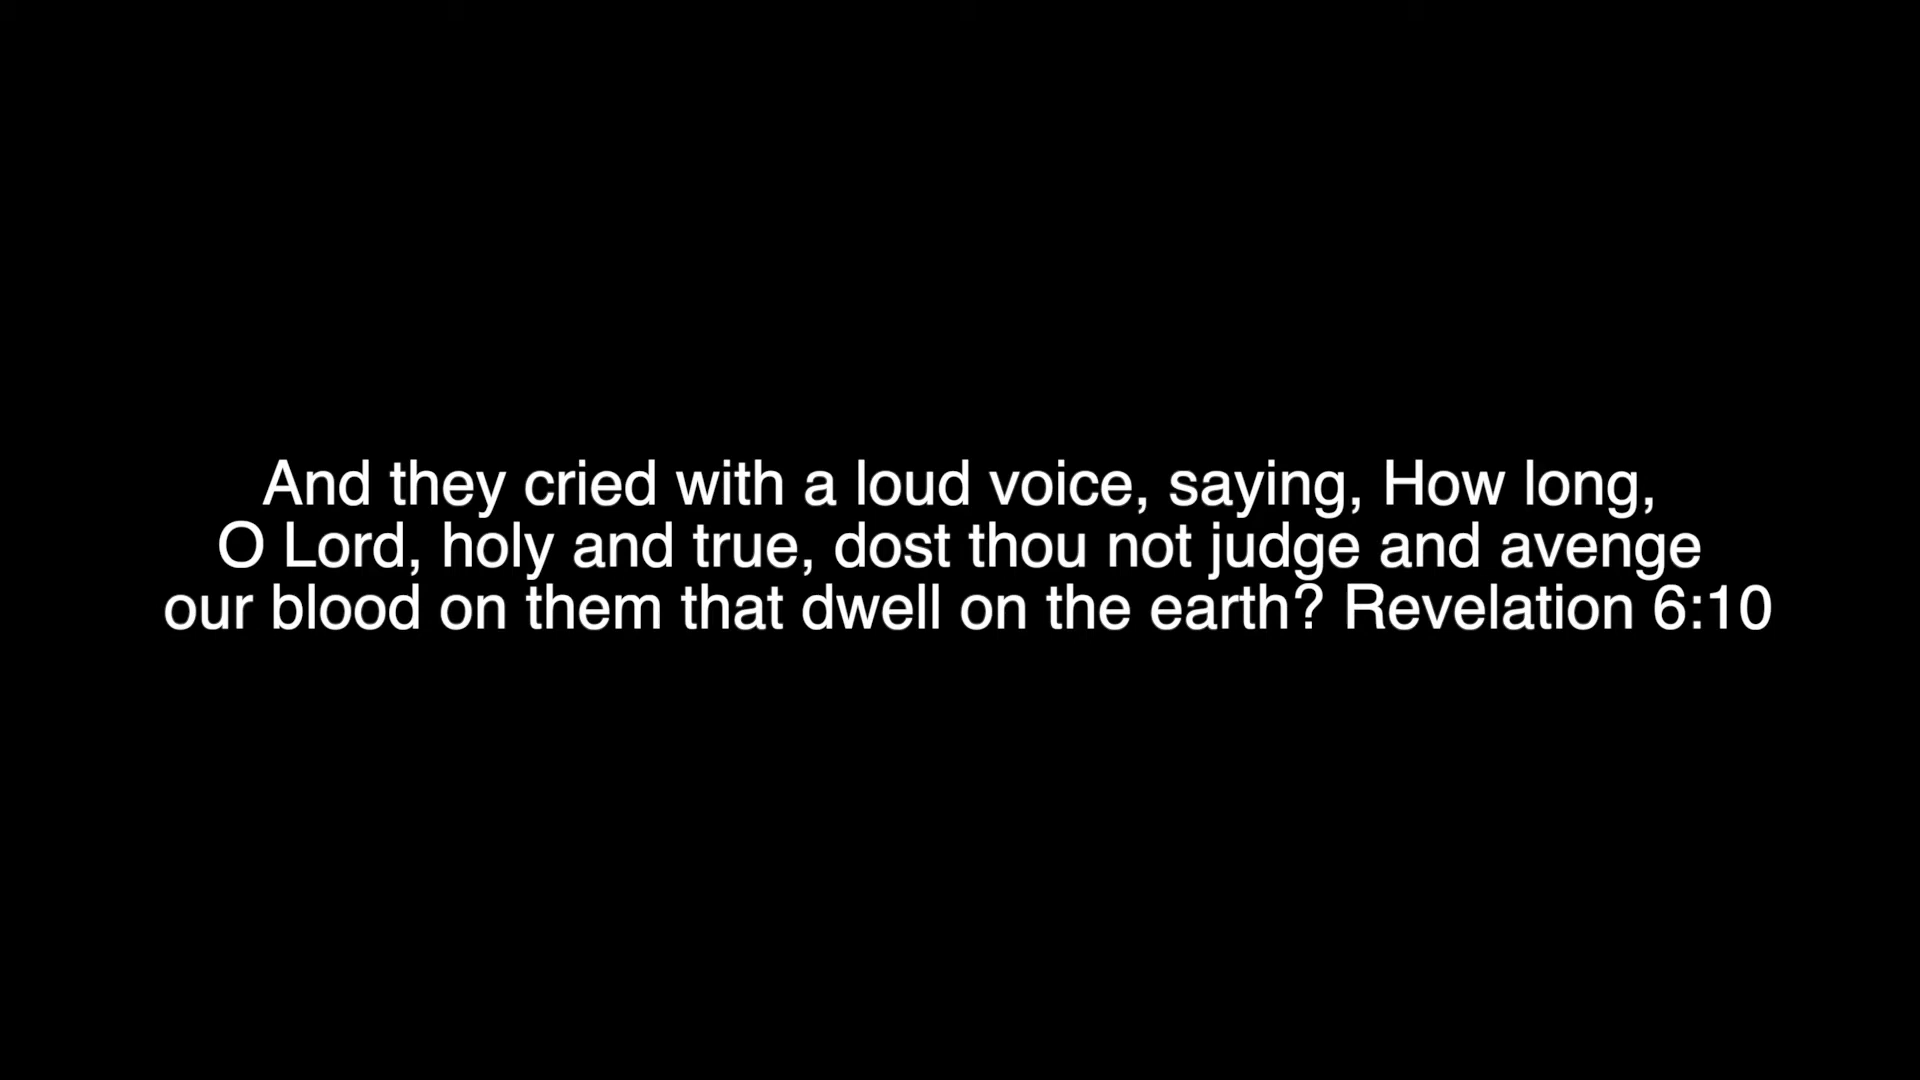 And they cried with a loud voice, saying, How long,
O Lord, holy and true, dost thou not judge and avenge
our blood on them that dwell on the earth? Revelation 6:10